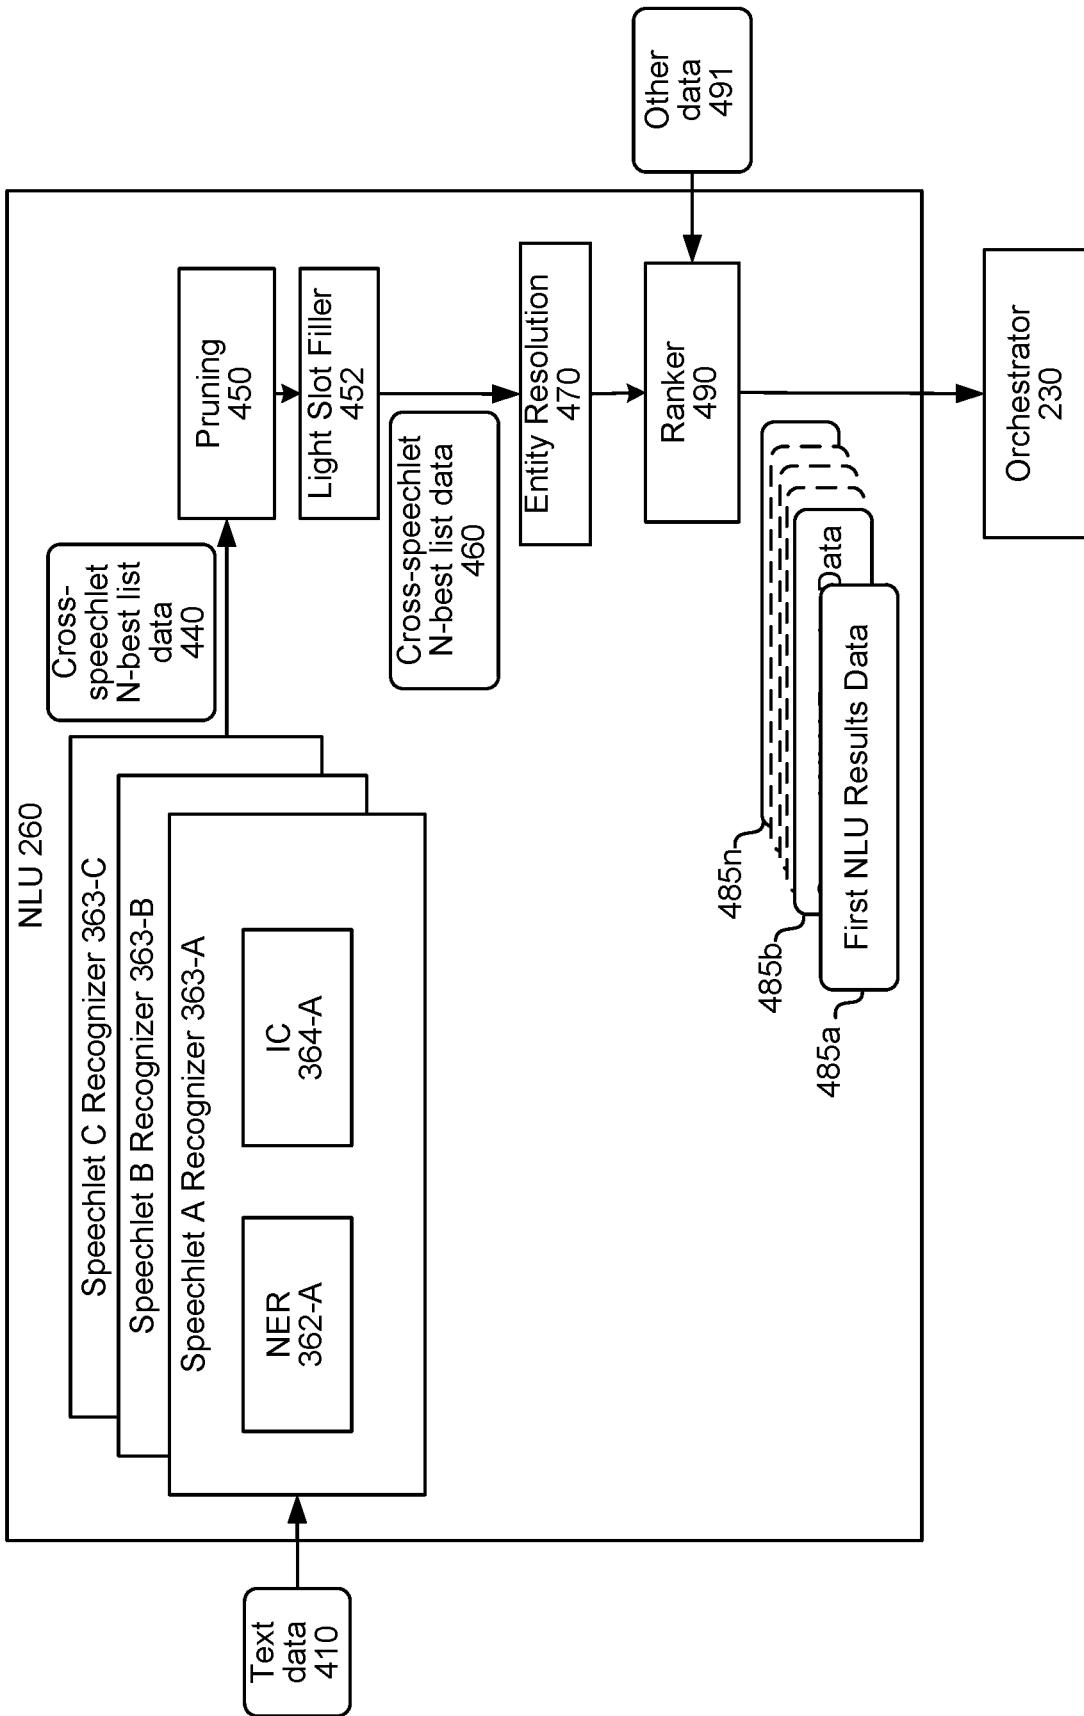 NLU 260
Speechlet C Recognizer 363-C
Speechlet B Recognizer 363-B
Speechlet A Recognizer 363-A
NER
362-A
IC
364-A
Text
data
410
Cross-
speechlet
N-best list
data
440
Pruning
450
Light Slot Filler
452
Cross-speechlet
N-best list data
460
Entity Resolution
470
Ranker
490
Other
data
491
485n
485b
485a
Data
First NLU Results Data
Orchestrator
230